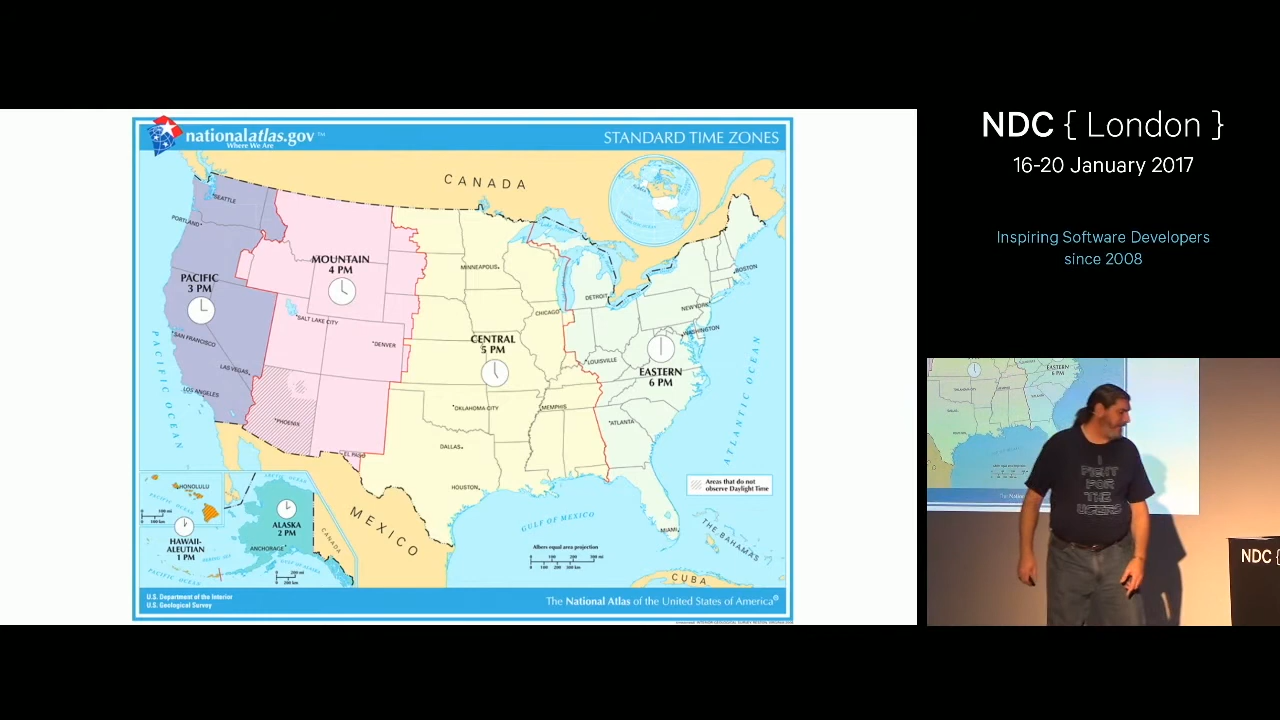 nationalatlas.gov™
Where We Are
STANDARD TIME ZONES
CANADA
SEATTLE
PORTLAND
MOUNTAIN
4 PM
MINNEAPOLIS
BOSTON
PACIFIC
3 PM
DETROIT
NEW YORK
SALT LAKE CITY
CHICAGO
WASHINGTON
SAN FRANCISCO
DENVER
CENTRAL
5 PM
LOUISVILLE
EASTERN
6 PM
LAS VEGAS
LOS ANGELES
OKLAHOMA CITY
MEMPHIS
PHOENIX
ATLANTA
PACIFIC OCEAN
ATLANTIC OCEAN
DALLAS
EL PASO
HOUSTON
Areas that do not
observe Daylight Time
HONOLULU
ALASKA
2 PM
MEXICO
GULF OF MEXICO
MIAMI
THE BAHAMAS
HAWAII-
ALEUTIAN
1 PM
ANCHORAGE
CANADA
Albers equal area projection
CUBA
PACIFIC OCEAN
U.S. Department of the Interior
U.S. Geological Survey
The National Atlas of the United States of America®
NDC { London }
16-20 January 2017
Inspiring Software Developers
since 2008
EASTERN
6 PM
I
FIGHT
FOR
THE
USERS
NDC {